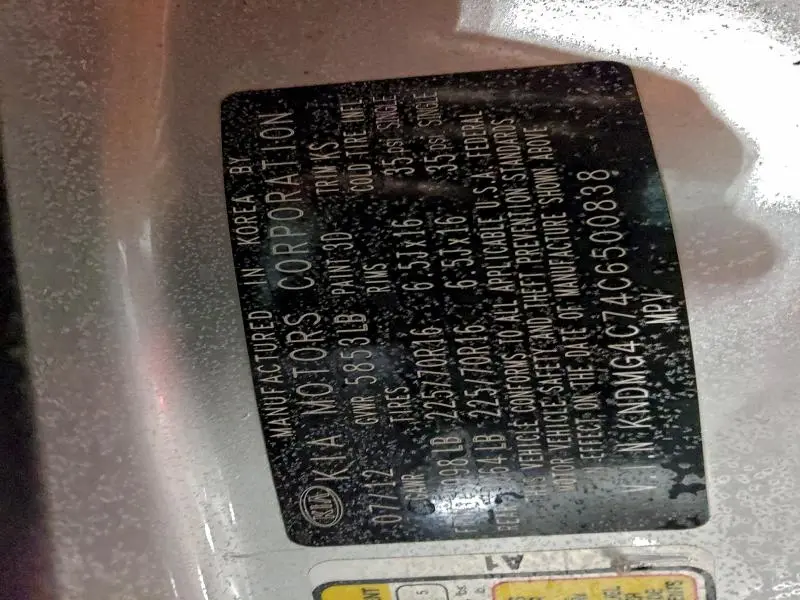 MANUFACTURED IN KOREA BY
KIA KIA MOTORS CORPORATION
07/12 GVWR 5853LB PAINT 3D TRIM KS
GAWR TIRES RIMS COLD TIRE INFL
98LB 225/70R16 6.5Jx16 35PSI SINGLE
54LB 225/70R16 6.5Jx16 35PSI SINGLE
THIS VEHICLE CONFORMS TO ALL APPLICABLE U.S.A. FEDERAL
MOTOR VEHICLE SAFETY AND THEFT PREVENTION STANDARDS
EFFECT ON THE DATE OF MANUFACTURE SHOWN ABOVE
V.I.N KNDMG4C74C6500838
MPV
A1